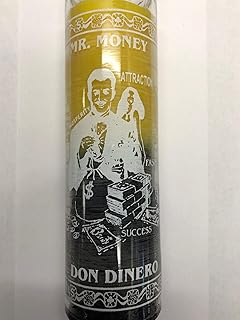 MR. MONEY
ATTRACTION
SUCCESS
DON DINERO